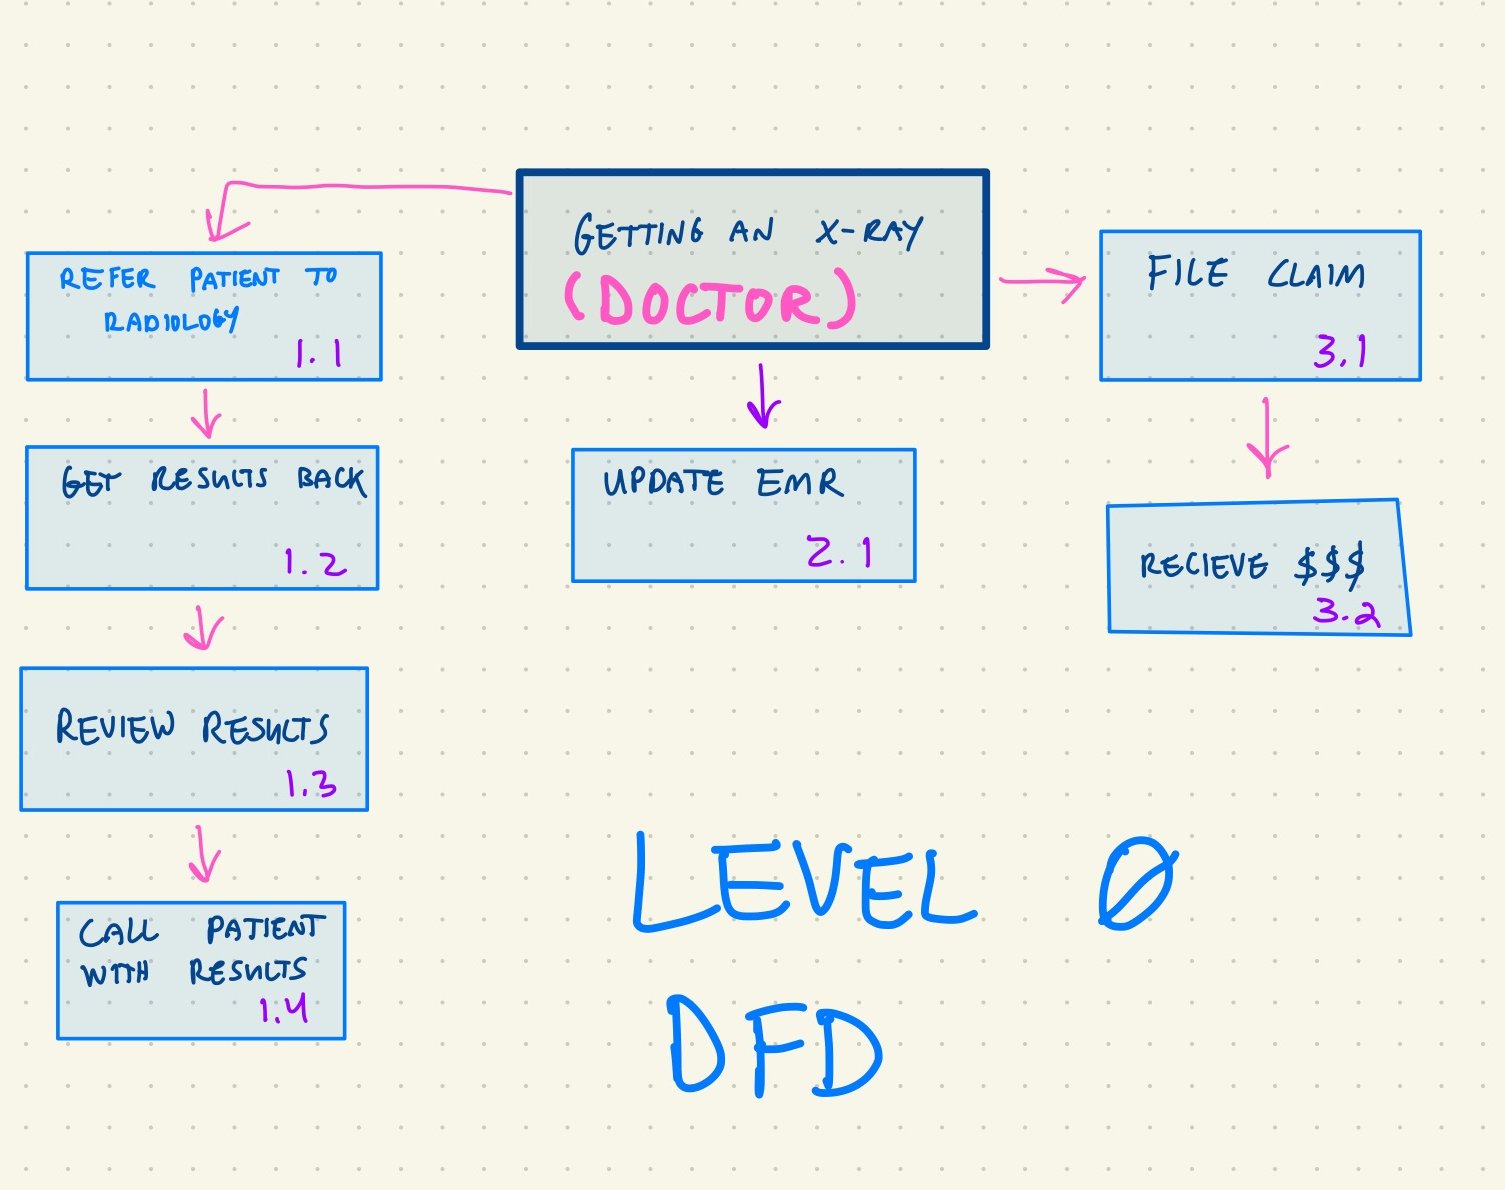 GETTING AN X-RAY
(DOCTOR)
REFER PATIENT TO
RADIOLOGY
1.1
GET RESULTS BACK
1.2
REVIEW RESULTS
1.3
CALL PATIENT
WITH RESULTS
1.4
UPDATE EMR
2.1
FILE CLAIM
3.1
RECIEVE $$$
3.2
LEVEL 0
DFD